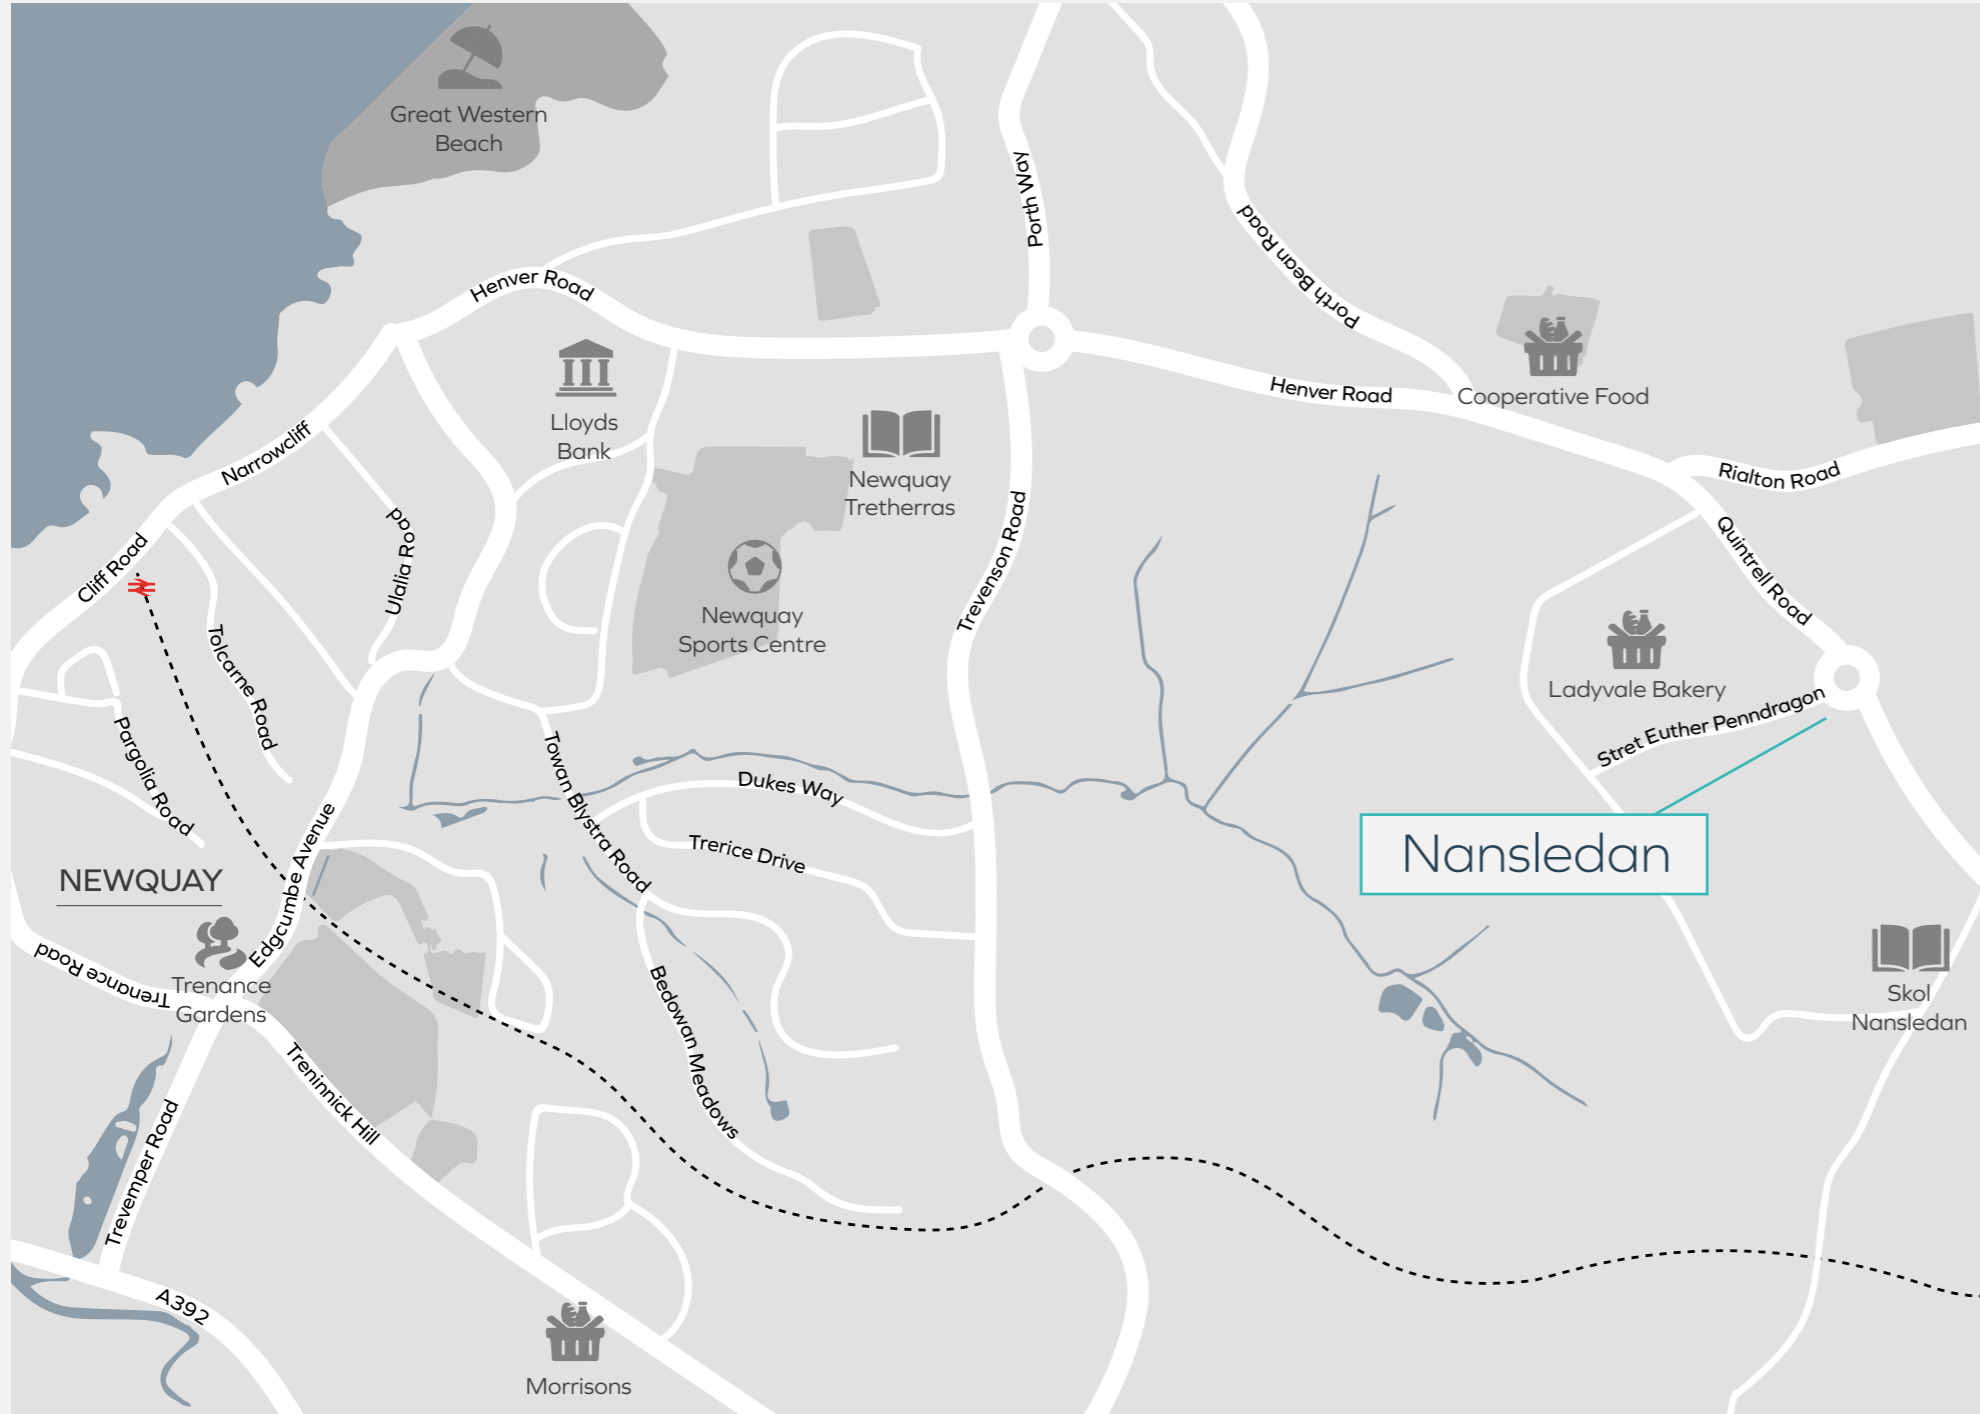 Great Western
Beach
Porth Way
Porth Bean Road
Henver Road
Lloyds
Bank
Henver Road
Cooperative Food
Newquay
Tretherras
Narrowcliff
Rialton Road
Ulalia Road
Cliff Road
Trevenson Road
Quintrell Road
Newquay
Sports Centre
Tolcarne Road
Ladyvale Bakery
Stret Euther Penndragon
Pargolia Road
Towan Blystra Road
Dukes Way
Trerice Drive
Nansledan
NEWQUAY
Edgcumbe Avenue
Trenance Road
Trenance
Gardens
Bedowan Meadows
Skol
Nansledan
Treninnick Hill
Trevemper Road
A392
Morrisons